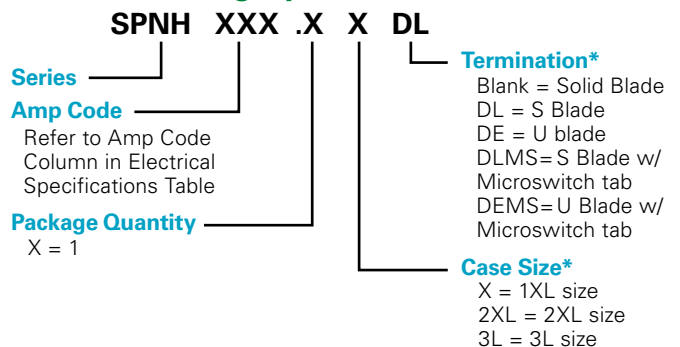 SPNH XXX .X X DL
Series
Amp Code
Refer to Amp Code
Column in Electrical
Specifications Table
Package Quantity
X = 1
Termination*
Blank = Solid Blade
DL = S Blade
DE = U blade
DLMS= S Blade w/
Microswitch tab
DEMS=U Blade w/
Microswitch tab
Case Size*
X = 1XL size
2XL = 2XL size
3L = 3L size